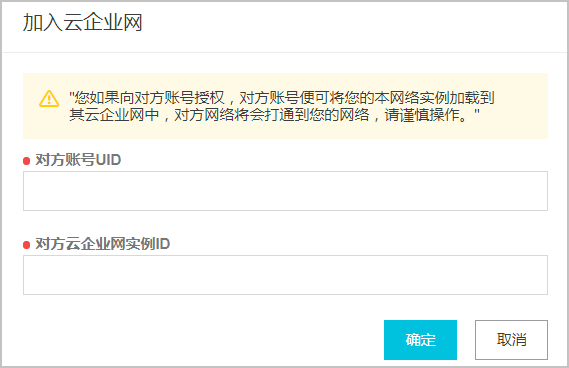 加入云企业网
"您如果向对方账号授权，对方账号便可将您的本网络实例加载到
其云企业网中，对方网络将会打通到您的网络，请谨慎操作。"
对方账号UID
对方云企业网实例ID
确定
取消